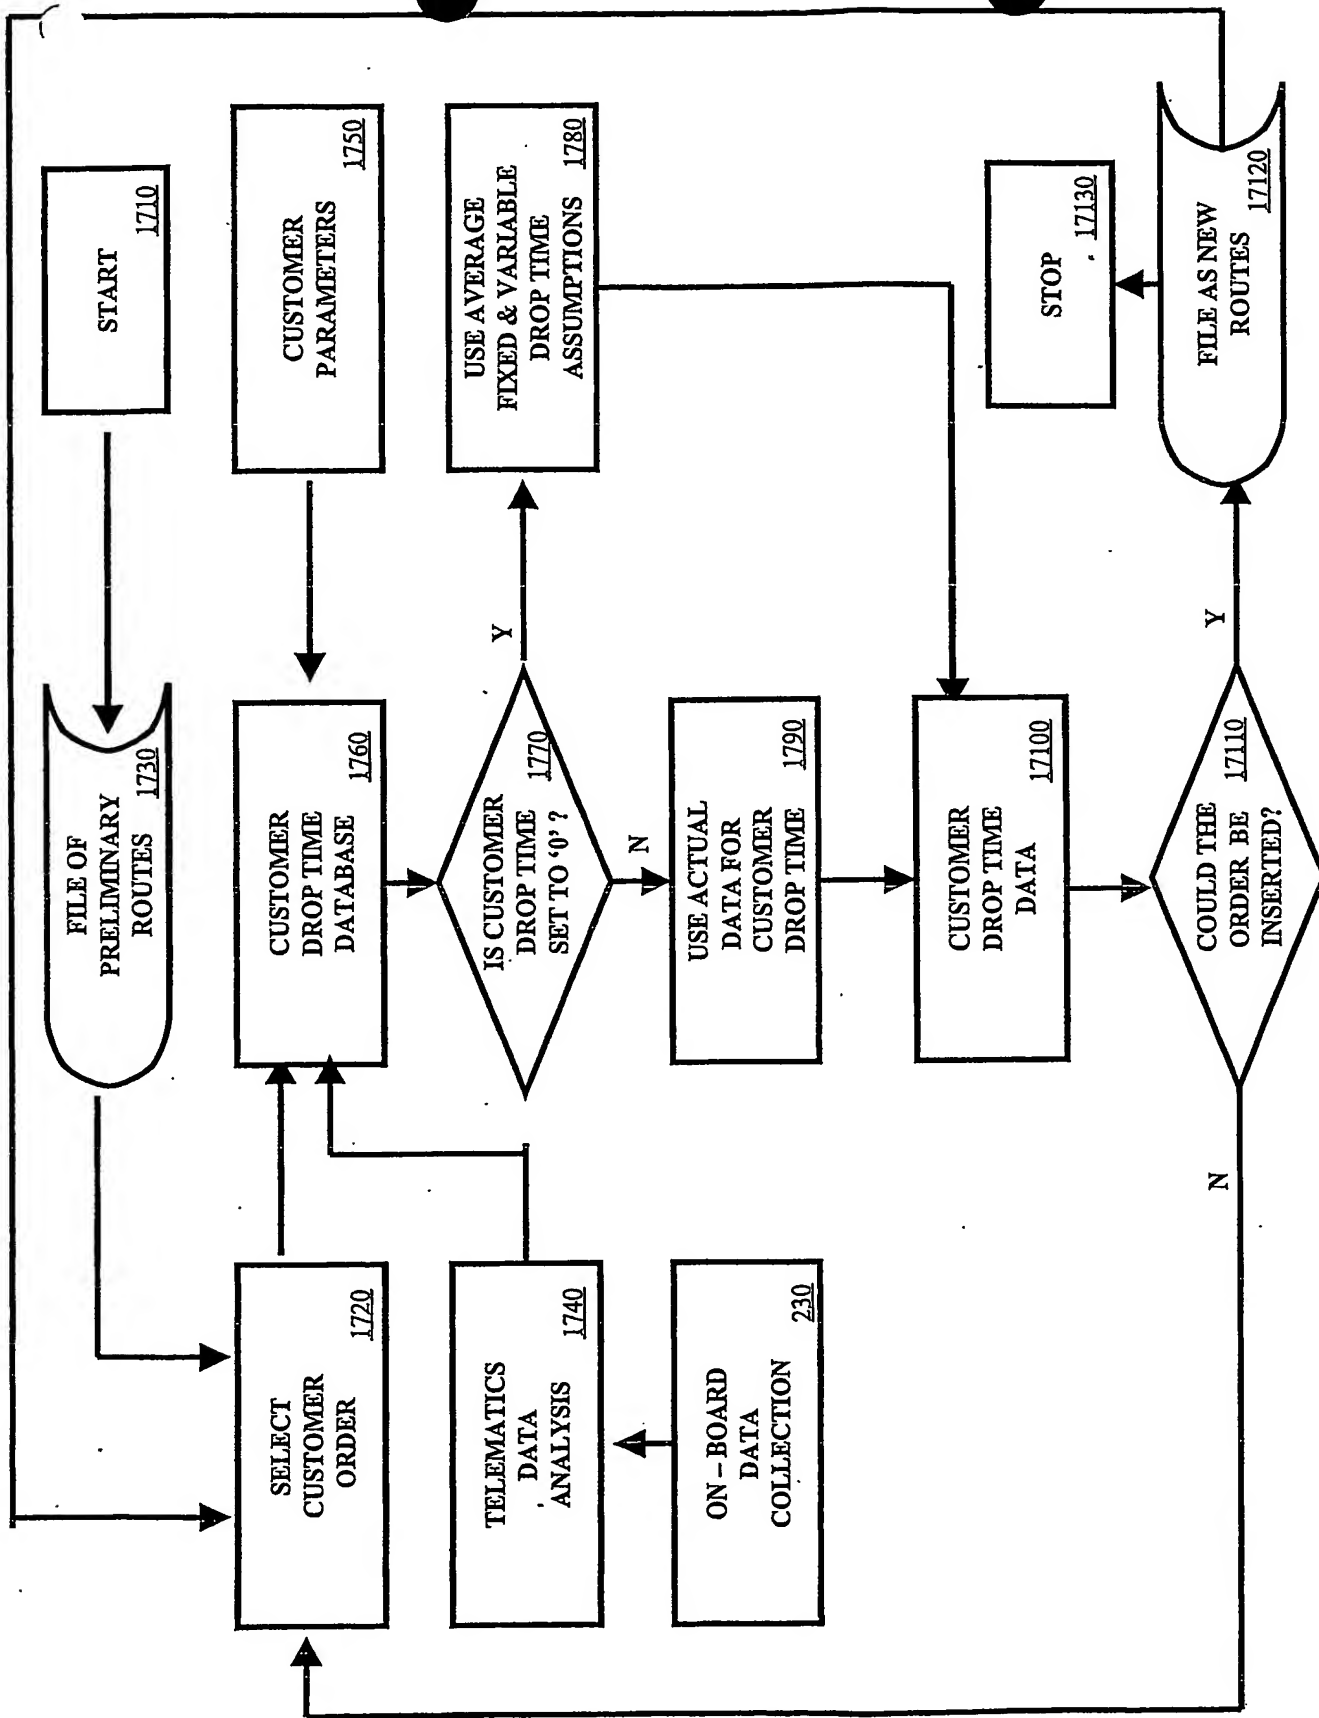 START
1710
FILE OF
PRELIMINARY
ROUTES
1730
SELECT
CUSTOMER
ORDER
1720
CUSTOMER
PARAMETERS
1750
CUSTOMER
DROP TIME
DATABASE
1760
TELEMATICS
DATA
ANALYSIS
1740
ON – BOARD
DATA
COLLECTION
230
IS CUSTOMER
DROP TIME
SET TO ‘0’ ?
1770
Y
N
USE AVERAGE
FIXED & VARIABLE
DROP TIME
ASSUMPTIONS
1780
USE ACTUAL
DATA FOR
CUSTOMER
DROP TIME
1790
CUSTOMER
DROP TIME
DATA
17100
COULD THE
ORDER BE
INSERTED?
17110
N
Y
FILE AS NEW
ROUTES
17120
STOP
17130